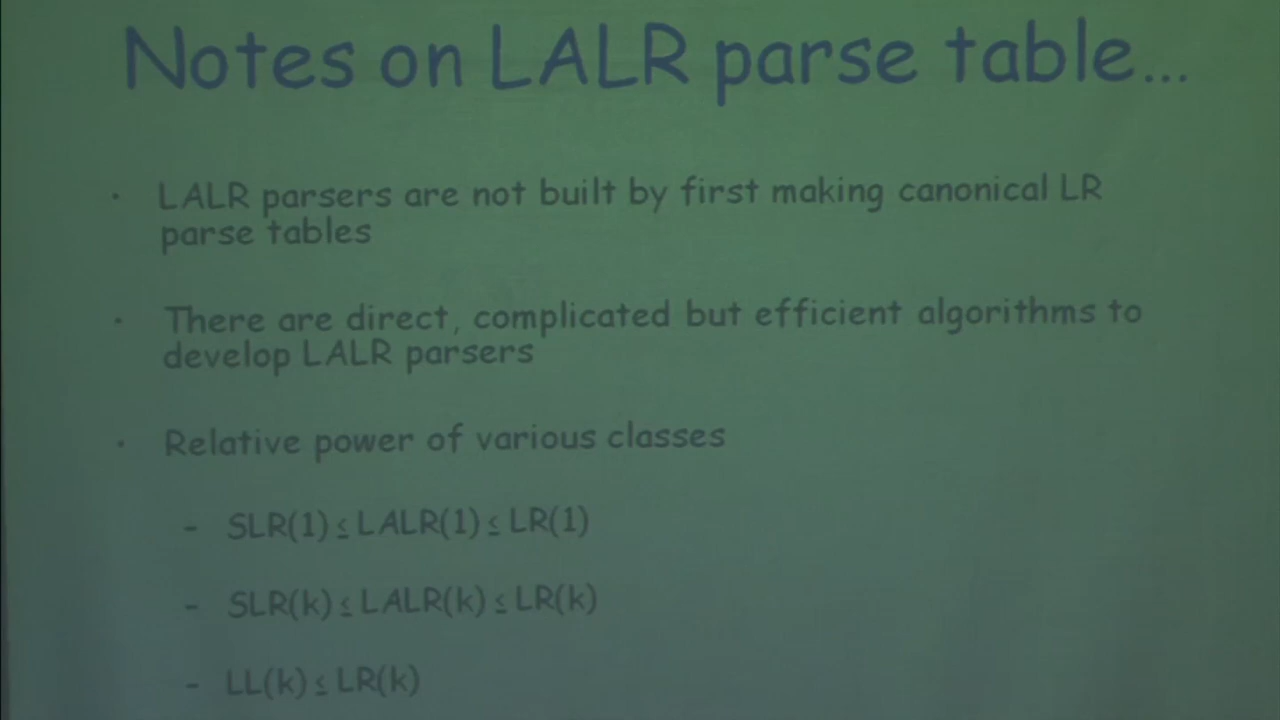 Notes on LALR parse table...
· LALR parsers are not built by first making canonical LR
parse tables
· There are direct, complicated but efficient algorithms to
develop LALR parsers
· Relative power of various classes
- SLR(1) ≤ LALR(1) ≤ LR(1)
- SLR(k) ≤ LALR(k) ≤ LR(k)
- LL(k) ≤ LR(k)